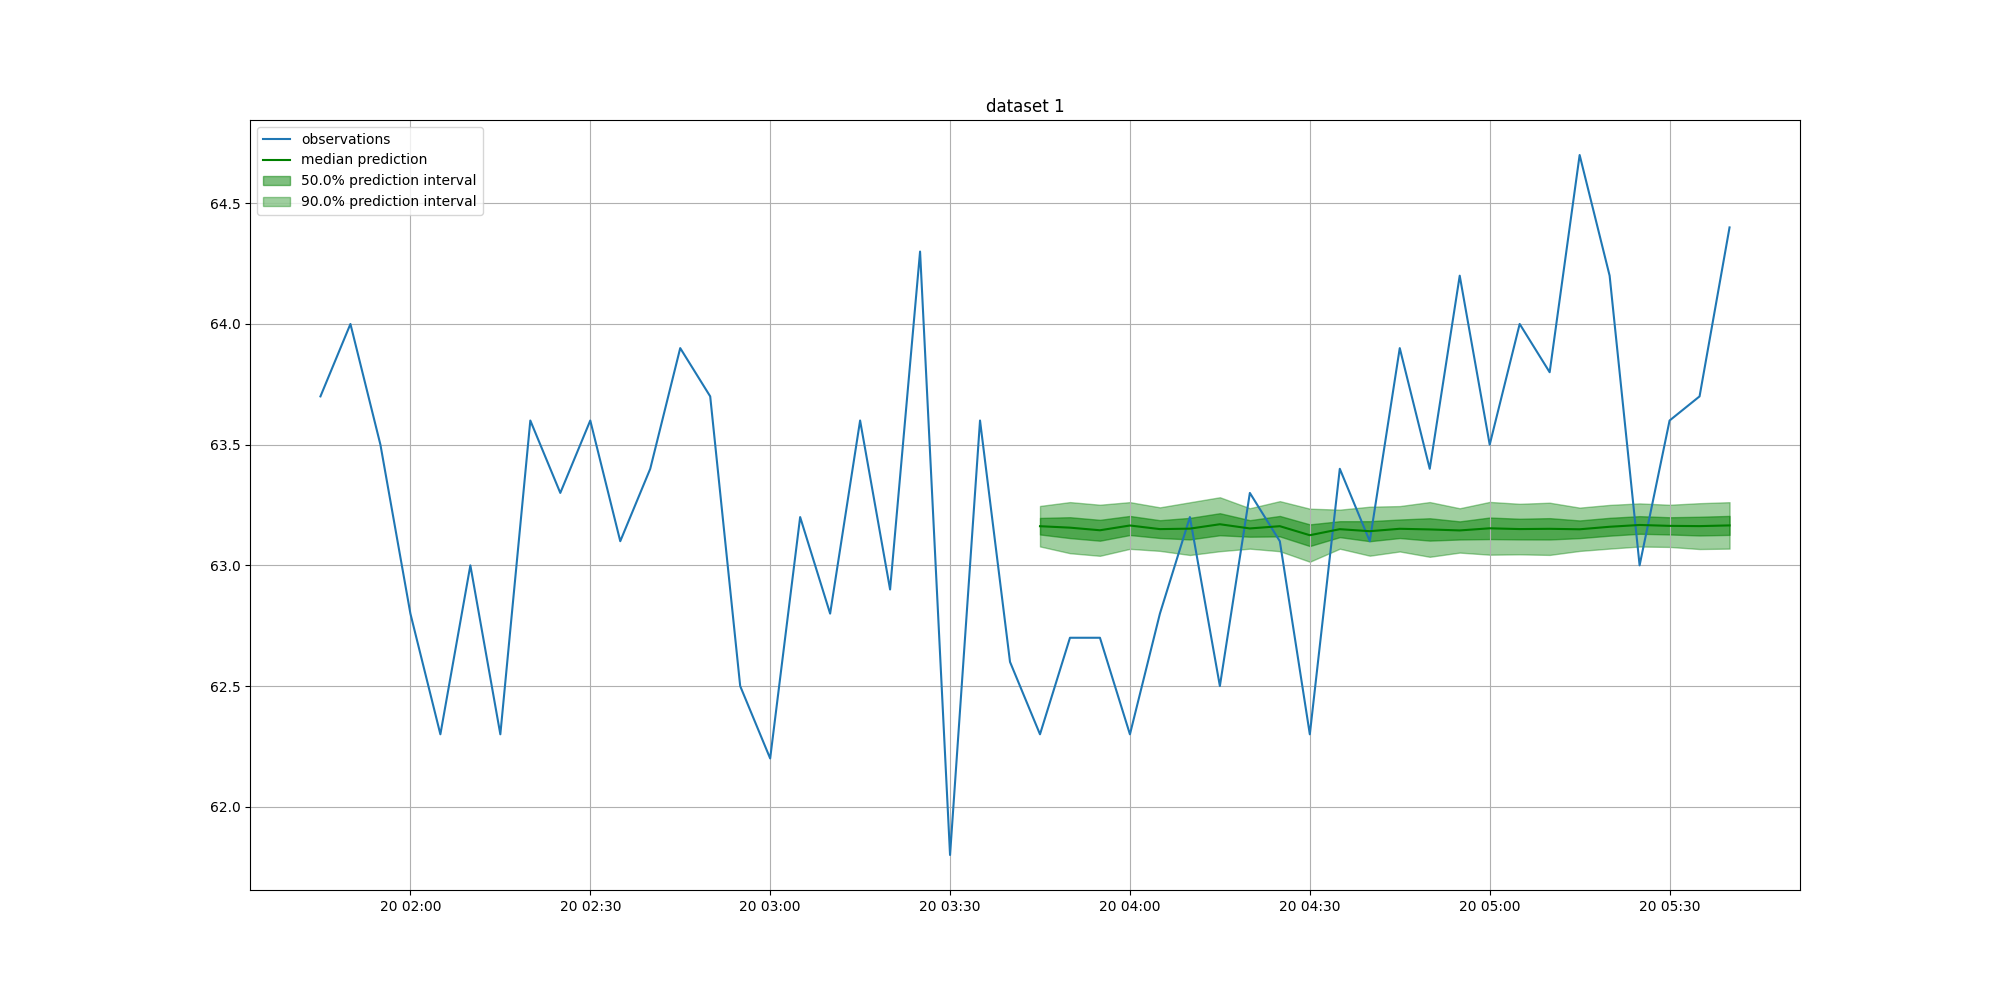 dataset 1
observations
median prediction
50.0% prediction interval
90.0% prediction interval
64.5
64.0
63.5
63.0
62.5
62.0
20 02:00 20 02:30 20 03:00 20 03:30 20 04:00 20 04:30 20 05:00 20 05:30